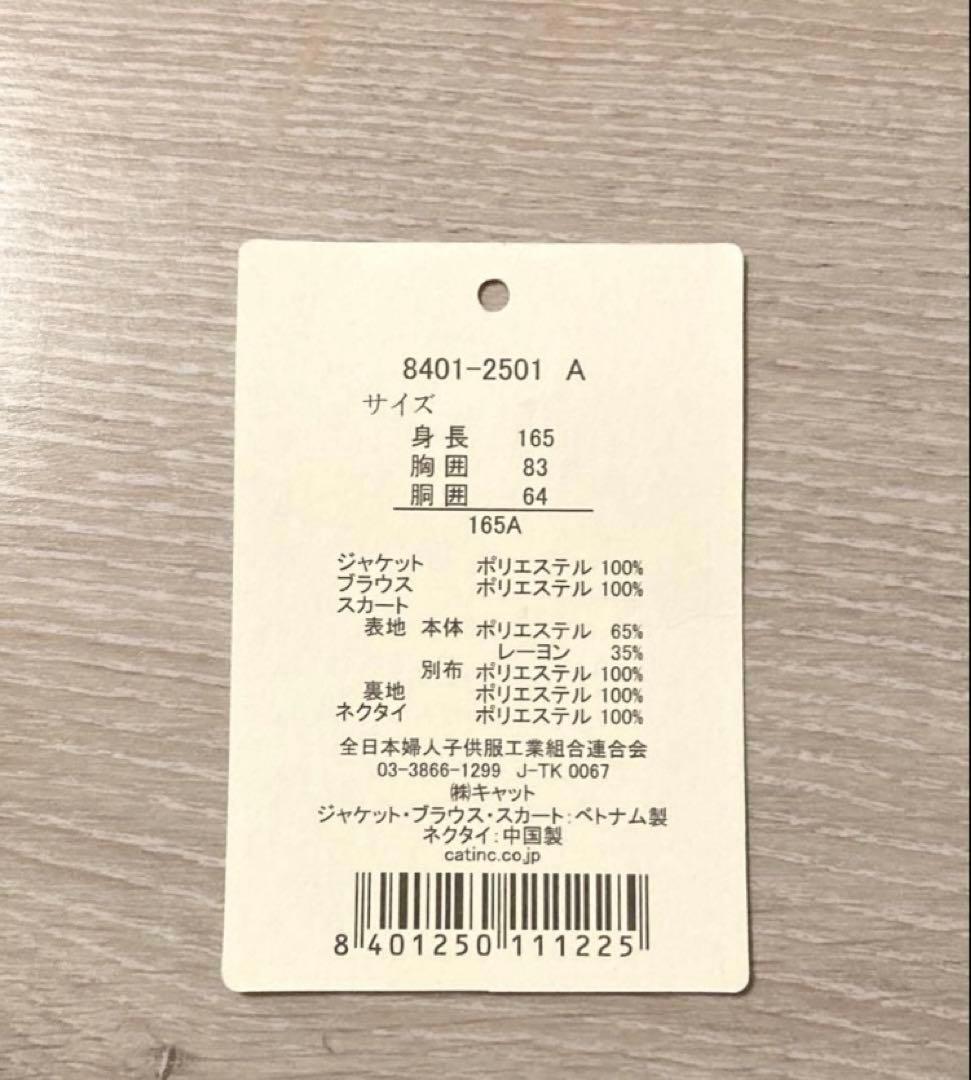 8401-2501 A
サイズ
身長 165
胸囲 83
胴囲 64
165A
ジャケット ポリエステル 100%
ブラウス ポリエステル 100%
スカート
表地 本体 ポリエステル 65%
レーヨン 35%
別布 ポリエステル 100%
裏地 ポリエステル 100%
ネクタイ ポリエステル 100%
全日本婦人子供服工業組合連合会
03-3866-1299 J-TK 0067
㈱キャット
ジャケット・ブラウス・スカート:ベトナム製
ネクタイ:中国製
catinc.co.jp
8 401250 111225